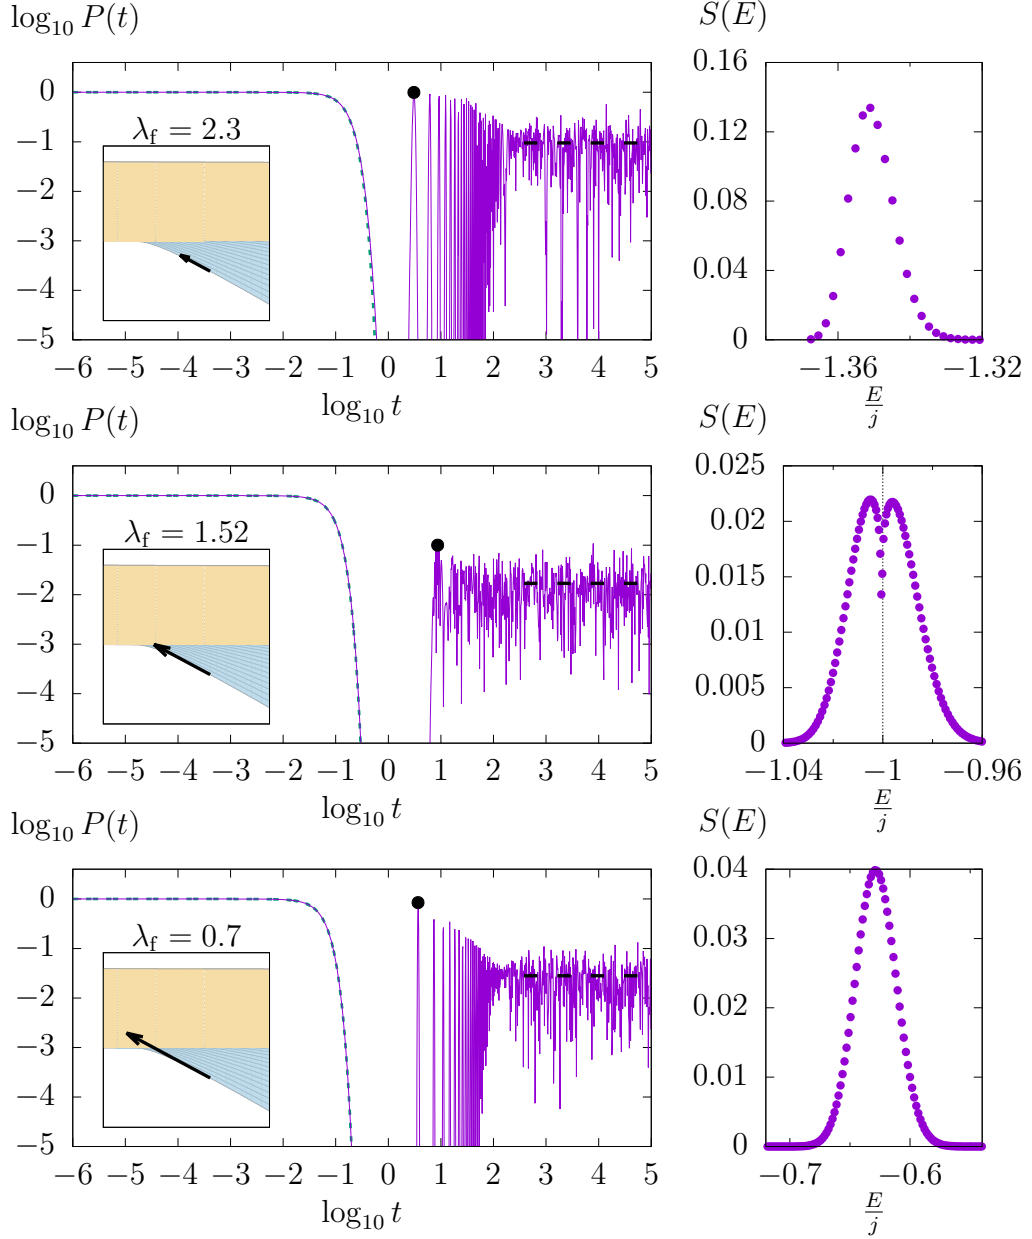 log₁₀ P(t)
S(E)
0
−1
−2
−3
−4
−5
λf = 2.3
−6 −5 −4 −3 −2 −1 0 1 2 3 4 5
log₁₀ t
0.16
0.12
0.08
0.04
0
−1.36 −1.32
E/j
log₁₀ P(t)
S(E)
0
−1
−2
−3
−4
−5
λf = 1.52
−6 −5 −4 −3 −2 −1 0 1 2 3 4 5
log₁₀ t
0.025
0.02
0.015
0.01
0.005
0
−1.04 −1 −0.96
E/j
log₁₀ P(t)
S(E)
0
−1
−2
−3
−4
−5
λf = 0.7
−6 −5 −4 −3 −2 −1 0 1 2 3 4 5
log₁₀ t
0.04
0.03
0.02
0.01
0
−0.7 −0.6
E/j